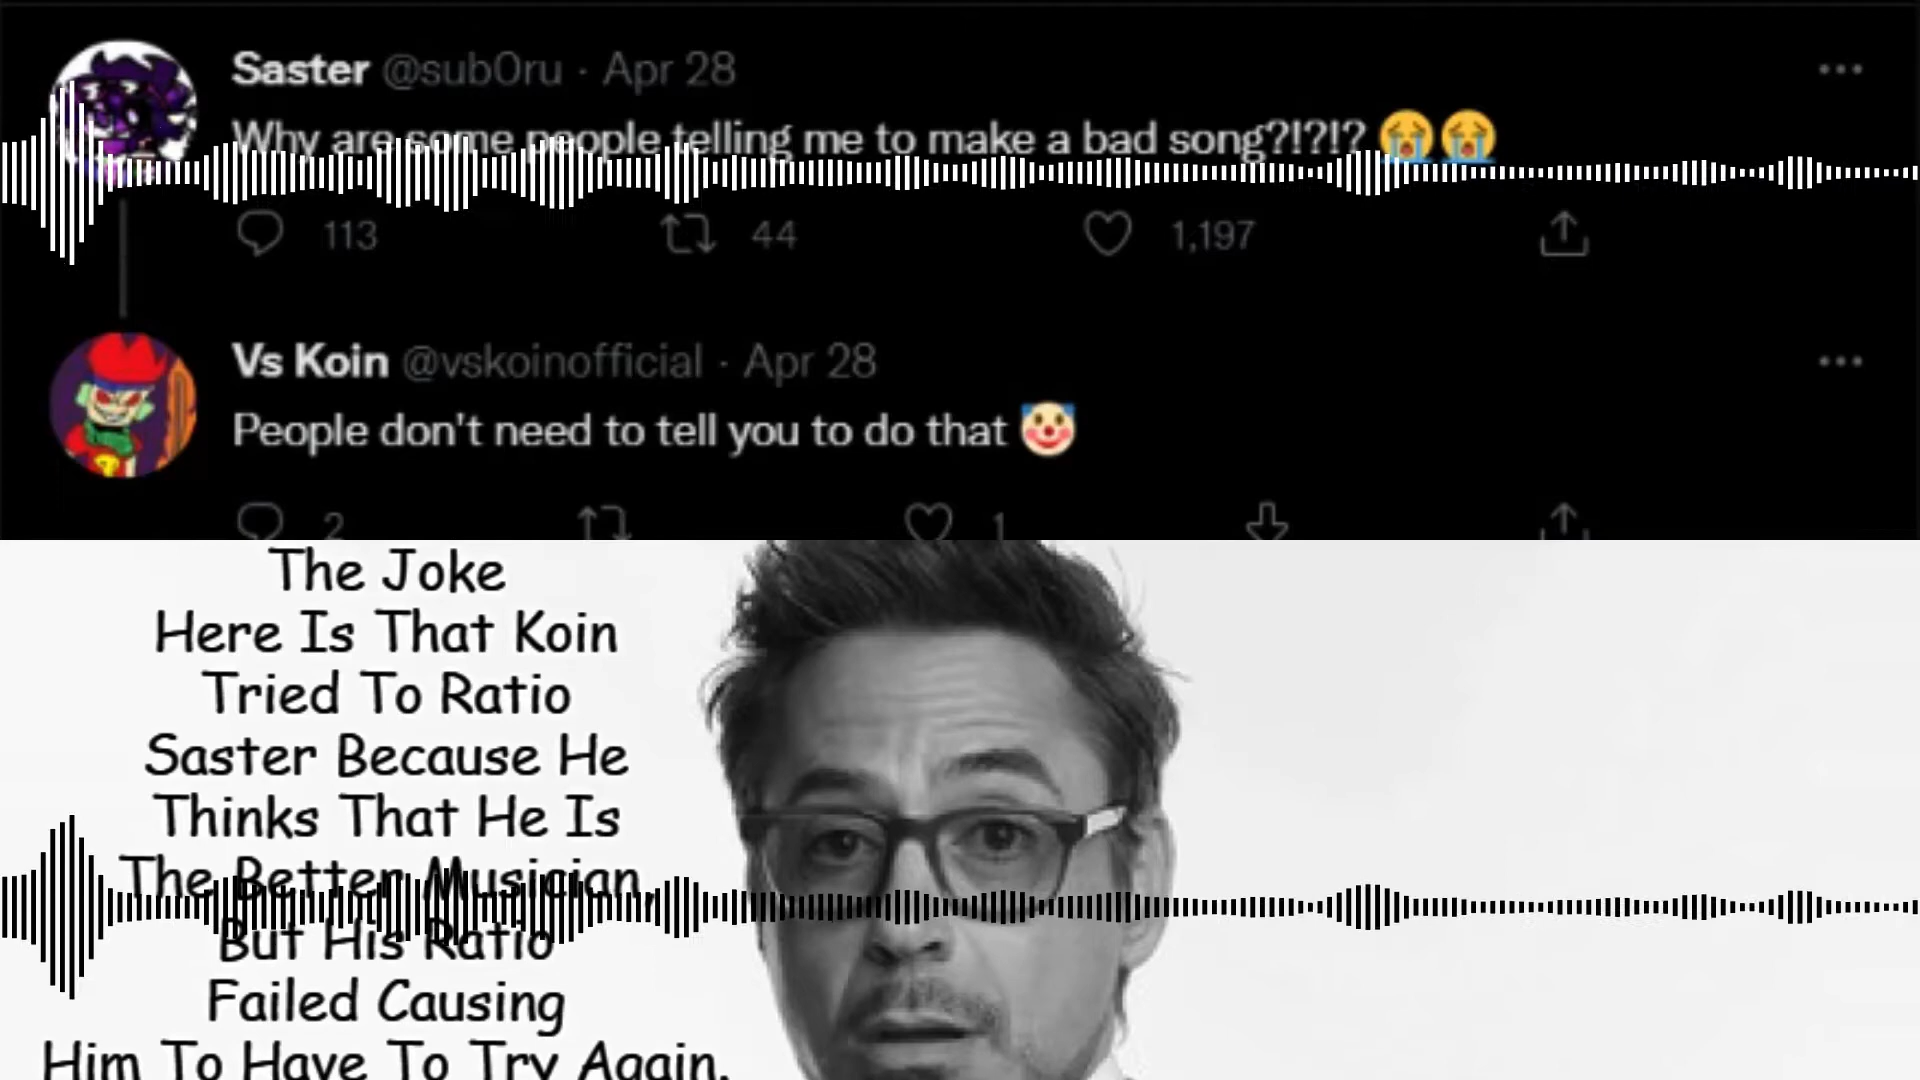 Saster @sub0ru · Apr 28
Why are some people telling me to make a bad song?!?!? 😭😭
113 44 1,197
Vs Koin @vskoinofficial · Apr 28
People don't need to tell you to do that 🤡
2 1
The Joke
Here Is That Koin
Tried To Ratio
Saster Because He
Thinks That He Is
The Better Musician,
But His Ratio
Failed Causing
Him To Have To Try Again.